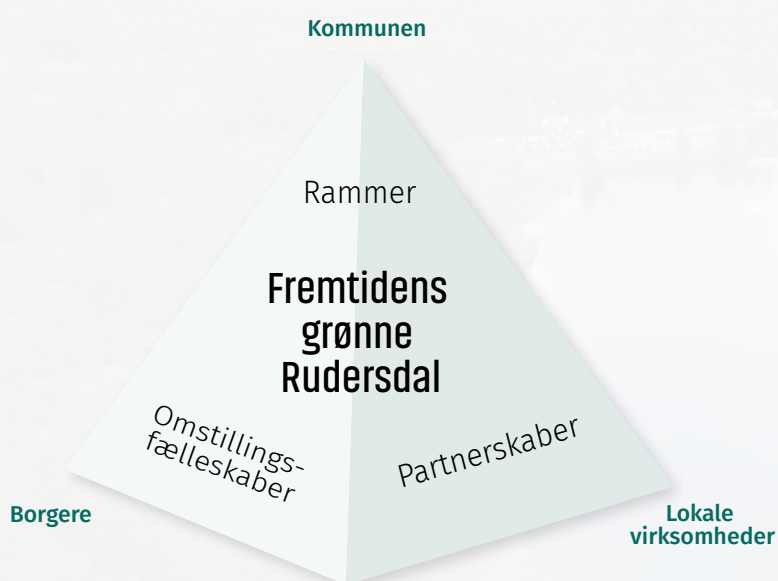 Kommunen
Rammer
Fremtidens
grønne
Rudersdal
Omstillings-
fælleskaber
Partnerskaber
Borgere
Lokale
virksomheder